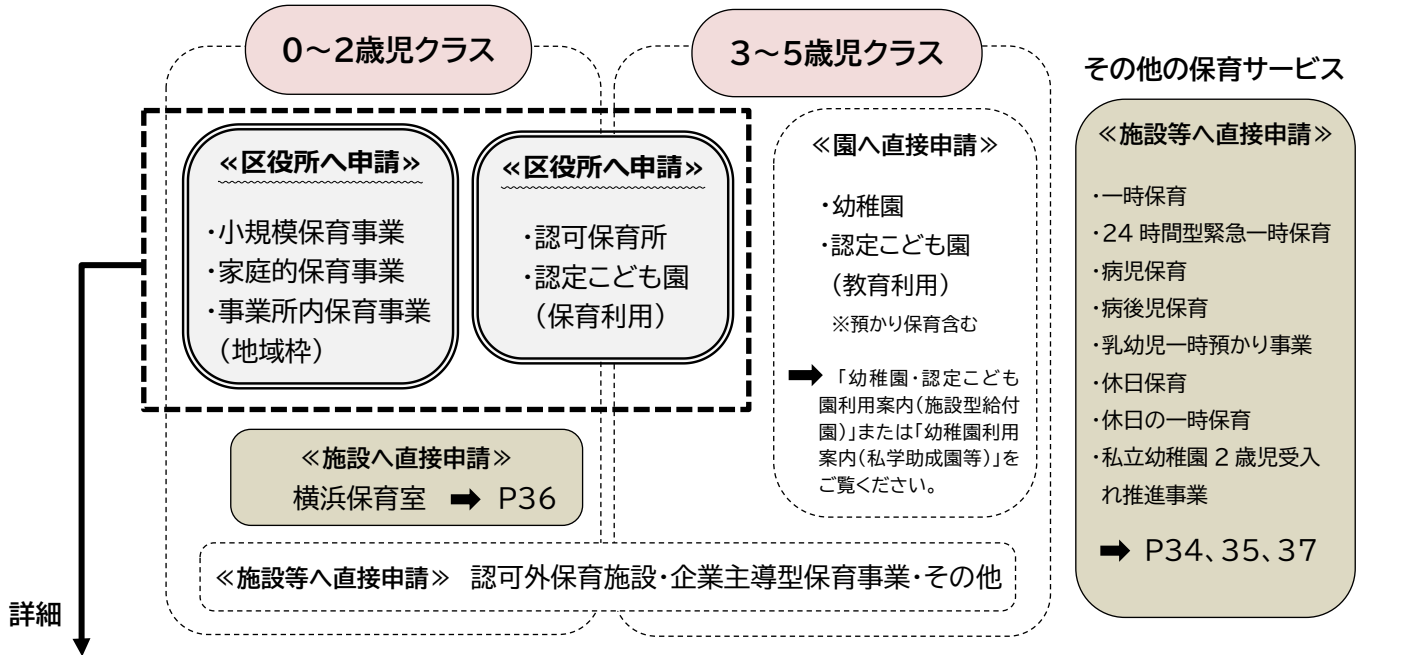 0～2歳児クラス
≪区役所へ申請≫
・小規模保育事業
・家庭的保育事業
・事業所内保育事業
（地域枠）
≪区役所へ申請≫
・認可保育所
・認定こども園
（保育利用）
3～5歳児クラス
≪園へ直接申請≫
・幼稚園
・認定こども園
（教育利用）
※預かり保育含む
➡ 「幼稚園・認定こども
園利用案内（施設型給付
園）」または「幼稚園利用
案内（私学助成園等）」を
ご覧ください。
≪施設へ直接申請≫
横浜保育室 ➡ P36
≪施設等へ直接申請≫ 認可外保育施設・企業主導型保育事業・その他
その他の保育サービス
≪施設等へ直接申請≫
・一時保育
・24 時間型緊急一時保育
・病児保育
・病後児保育
・乳幼児一時預かり事業
・休日保育
・休日の一時保育
・私立幼稚園 2 歳児受入
れ推進事業
➡ P34、35、37
詳細